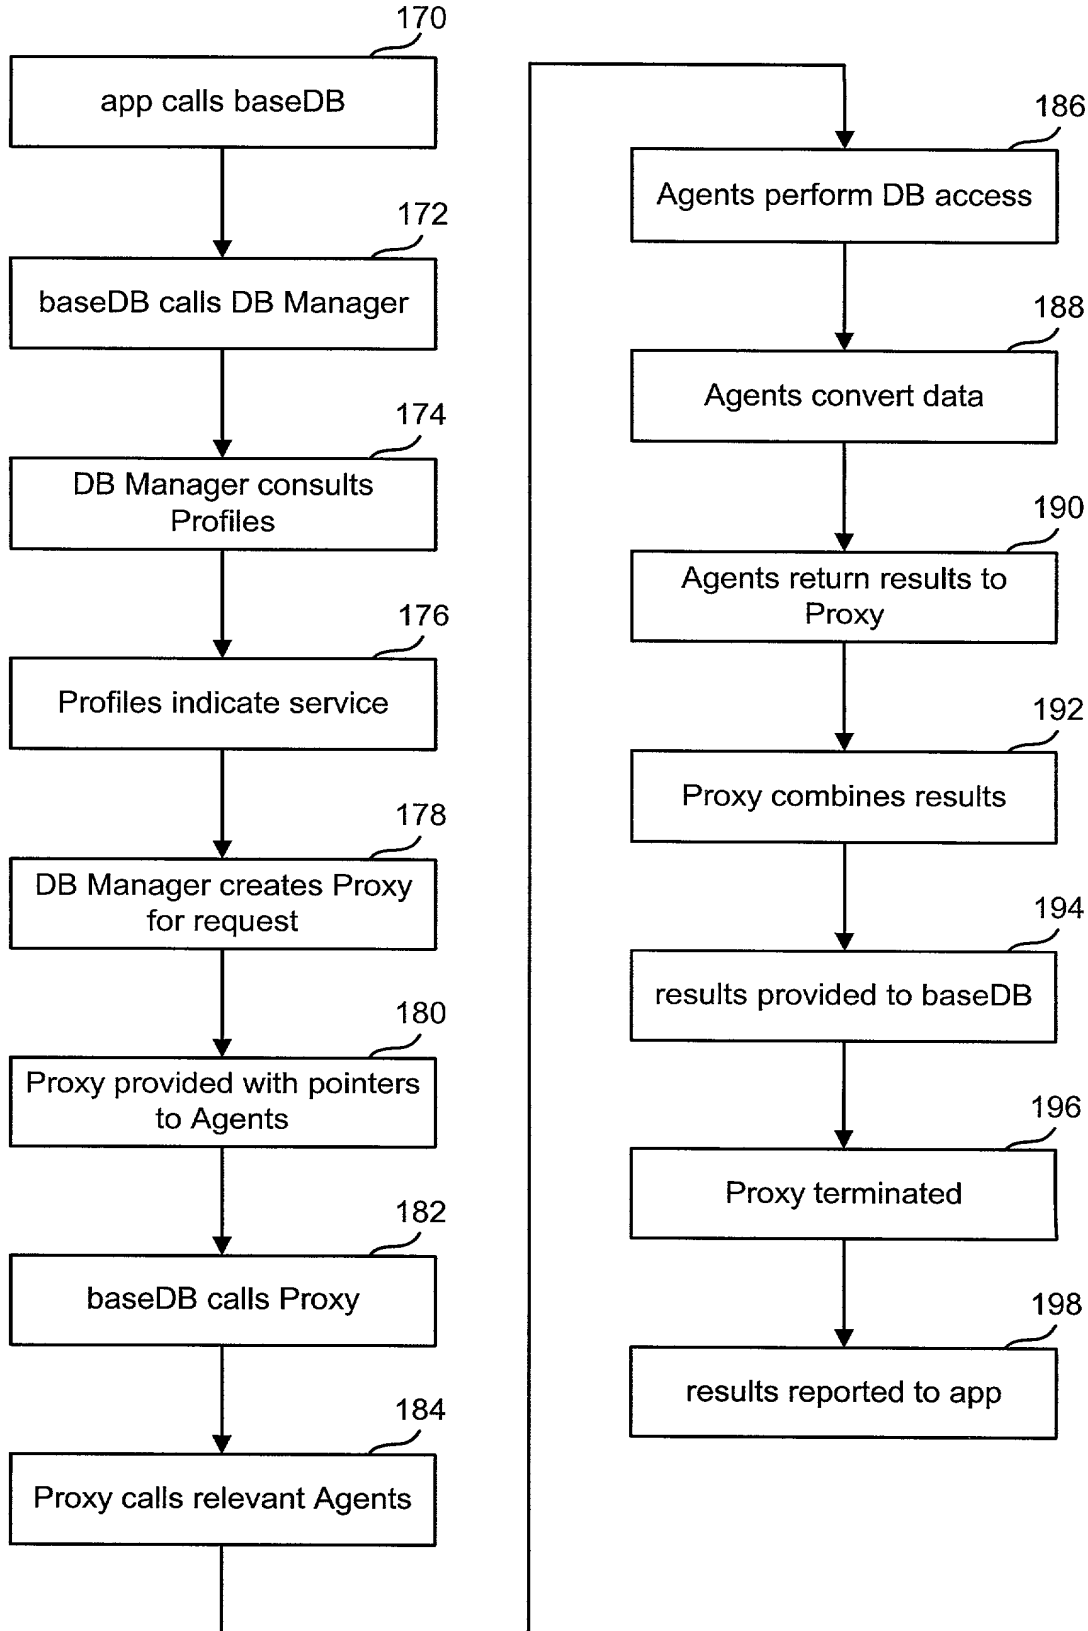 170
app calls baseDB
172
baseDB calls DB Manager
174
DB Manager consults
Profiles
176
Profiles indicate service
178
DB Manager creates Proxy
for request
180
Proxy provided with pointers
to Agents
182
baseDB calls Proxy
184
Proxy calls relevant Agents
186
Agents perform DB access
188
Agents convert data
190
Agents return results to
Proxy
192
Proxy combines results
194
results provided to baseDB
196
Proxy terminated
198
results reported to app